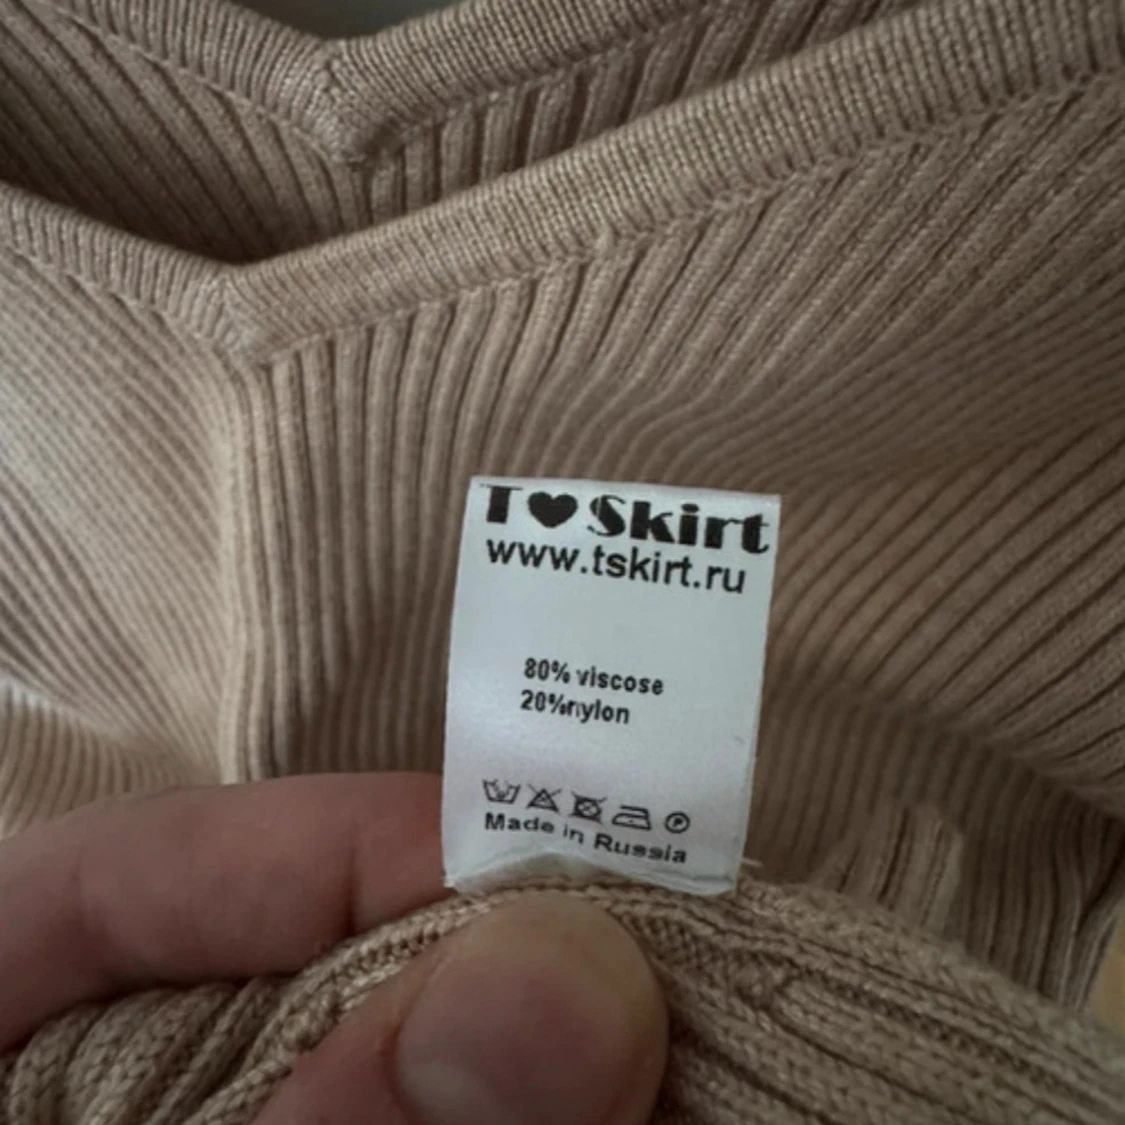 T♥Skirt
www.tskirt.ru
80% viscose
20%nylon
P
Made in Russia